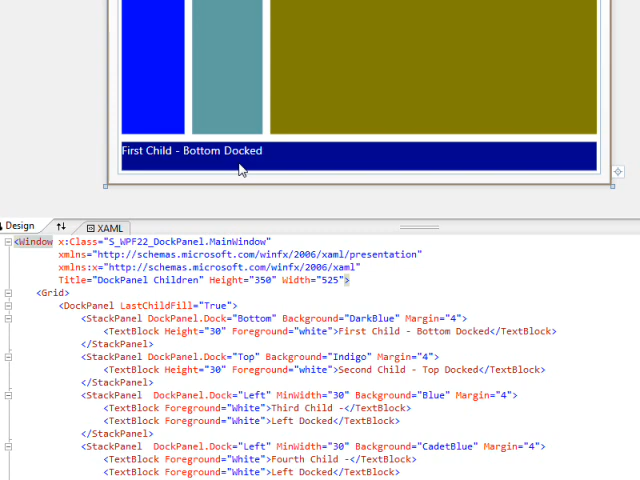 First Child - Bottom Docked
Design XAML
<Window x:Class="S_WPF22_DockPanel.MainWindow"
xmlns="http://schemas.microsoft.com/winfx/2006/xaml/presentation"
xmlns:x="http://schemas.microsoft.com/winfx/2006/xaml"
Title="DockPanel Children" Height="350" Width="525">
<Grid>
<DockPanel LastChildFill="True">
<StackPanel DockPanel.Dock="Bottom" Background="DarkBlue" Margin="4">
<TextBlock Height="30" Foreground="white">First Child - Bottom Docked</TextBlock>
</StackPanel>
<StackPanel DockPanel.Dock="Top" Background="Indigo" Margin="4">
<TextBlock Height="30" Foreground="white">Second Child - Top Docked</TextBlock>
</StackPanel>
<StackPanel  DockPanel.Dock="Left" MinWidth="30" Background="Blue" Margin="4">
<TextBlock Foreground="White">Third Child -</TextBlock>
<TextBlock Foreground="White">Left Docked</TextBlock>
</StackPanel>
<StackPanel  DockPanel.Dock="Left" MinWidth="30" Background="CadetBlue" Margin="4">
<TextBlock Foreground="White">Fourth Child -</TextBlock>
<TextBlock Foreground="White">Left Docked</TextBlock>